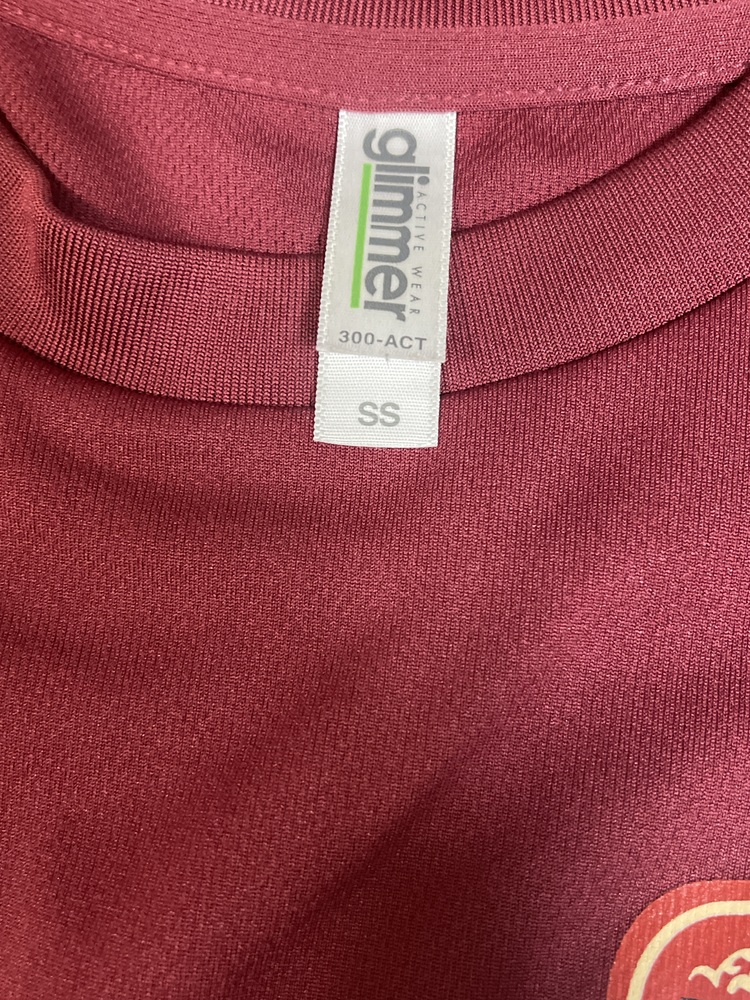 glimmer
ACTIVE WEAR
300-ACT
SS